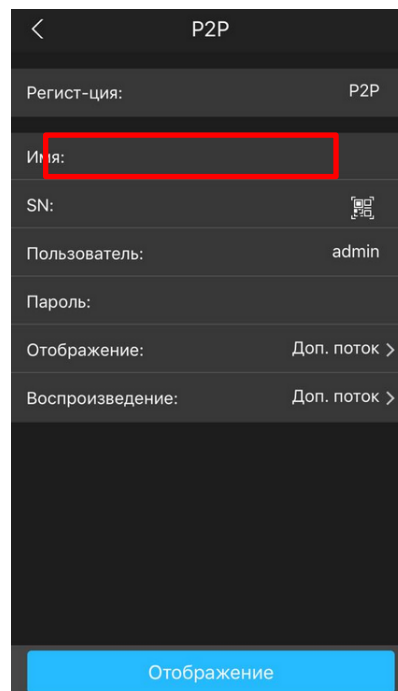 P2P
Регист-ция: P2P
Имя:
SN:
Пользователь: admin
Пароль:
Отображение: Доп. поток
Воспроизведение: Доп. поток
Отображение